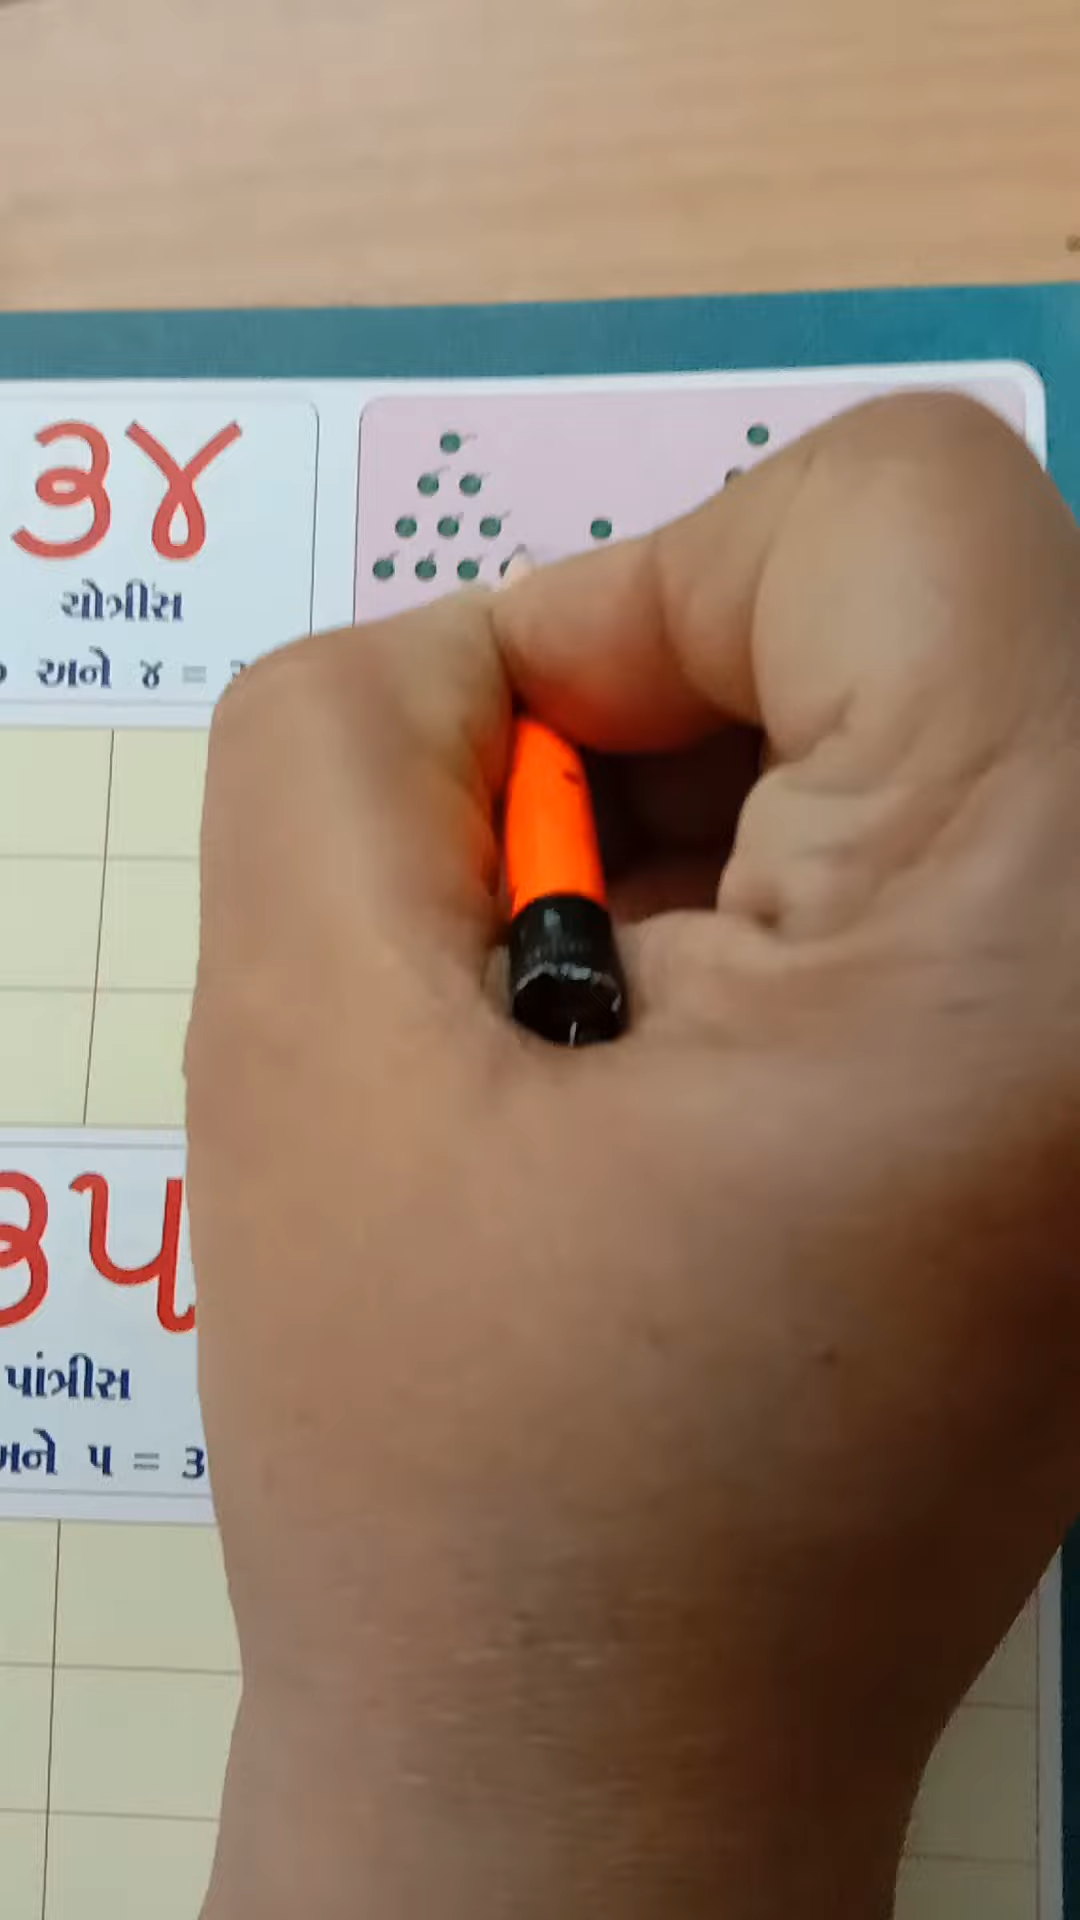 ૩૪
ચોત્રીસ
અને ૪ =
૩૫
પાંત્રીસ
અને ૫ = ૩